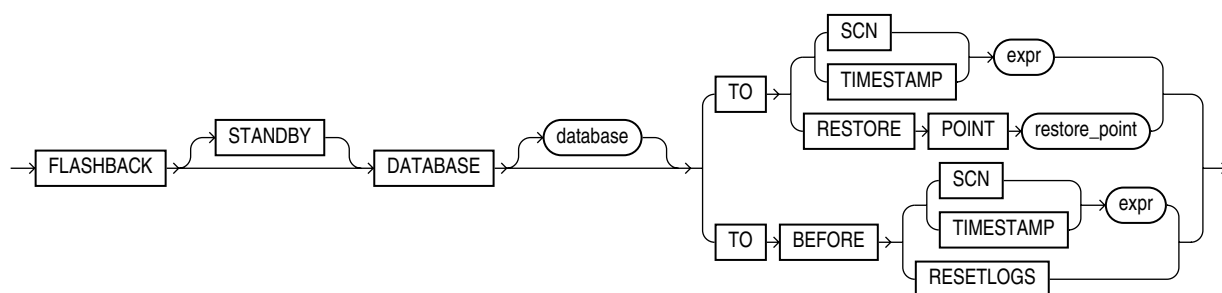 SCN
expr
TO
TIMESTAMP
RESTORE POINT restore_point
STANDBY
database
FLASHBACK
DATABASE
SCN
expr
TIMESTAMP
TO BEFORE
RESETLOGS